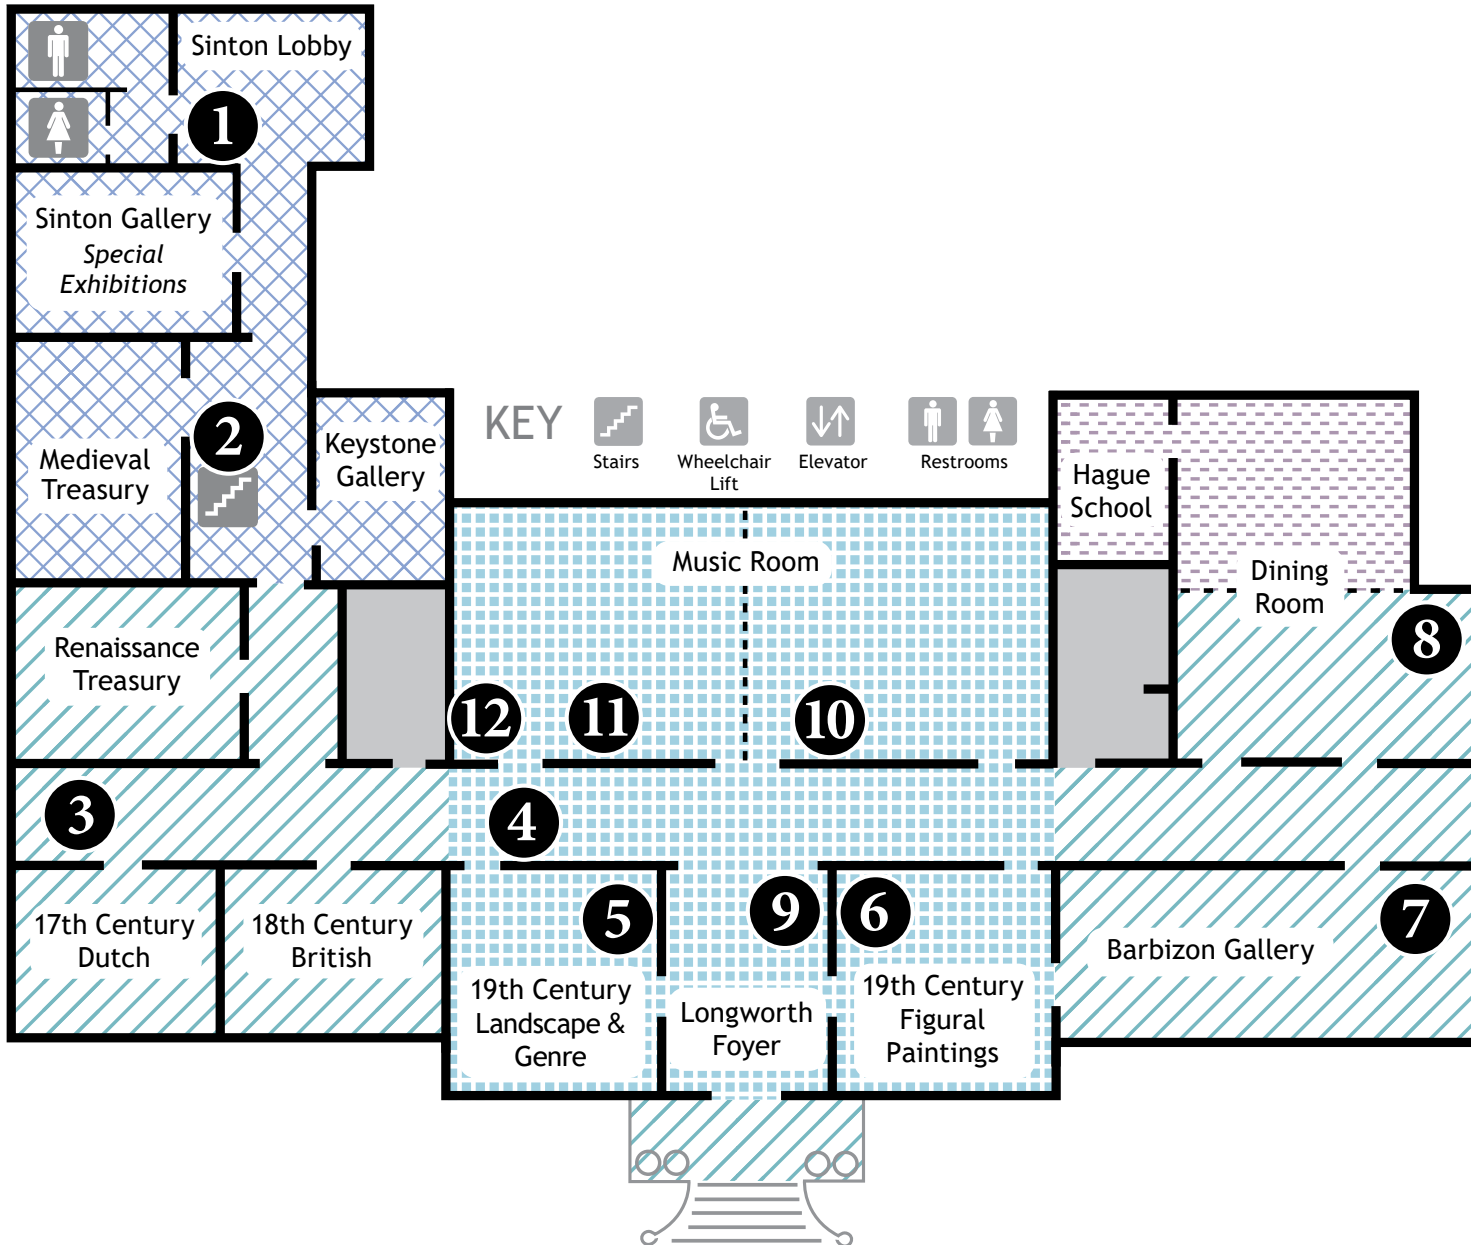 Sinton Lobby
1
Sinton Gallery
Special
Exhibitions
2
Medieval
Treasury
Keystone
Gallery
KEY
Stairs
Wheelchair
Lift
Elevator
Restrooms
Hague
School
Music Room
Dining
Room
8
Renaissance
Treasury
12
11
10
3
4
17th Century
Dutch
18th Century
British
5
19th Century
Landscape &
Genre
9
Longworth
Foyer
6
19th Century
Figural
Paintings
Barbizon Gallery
7